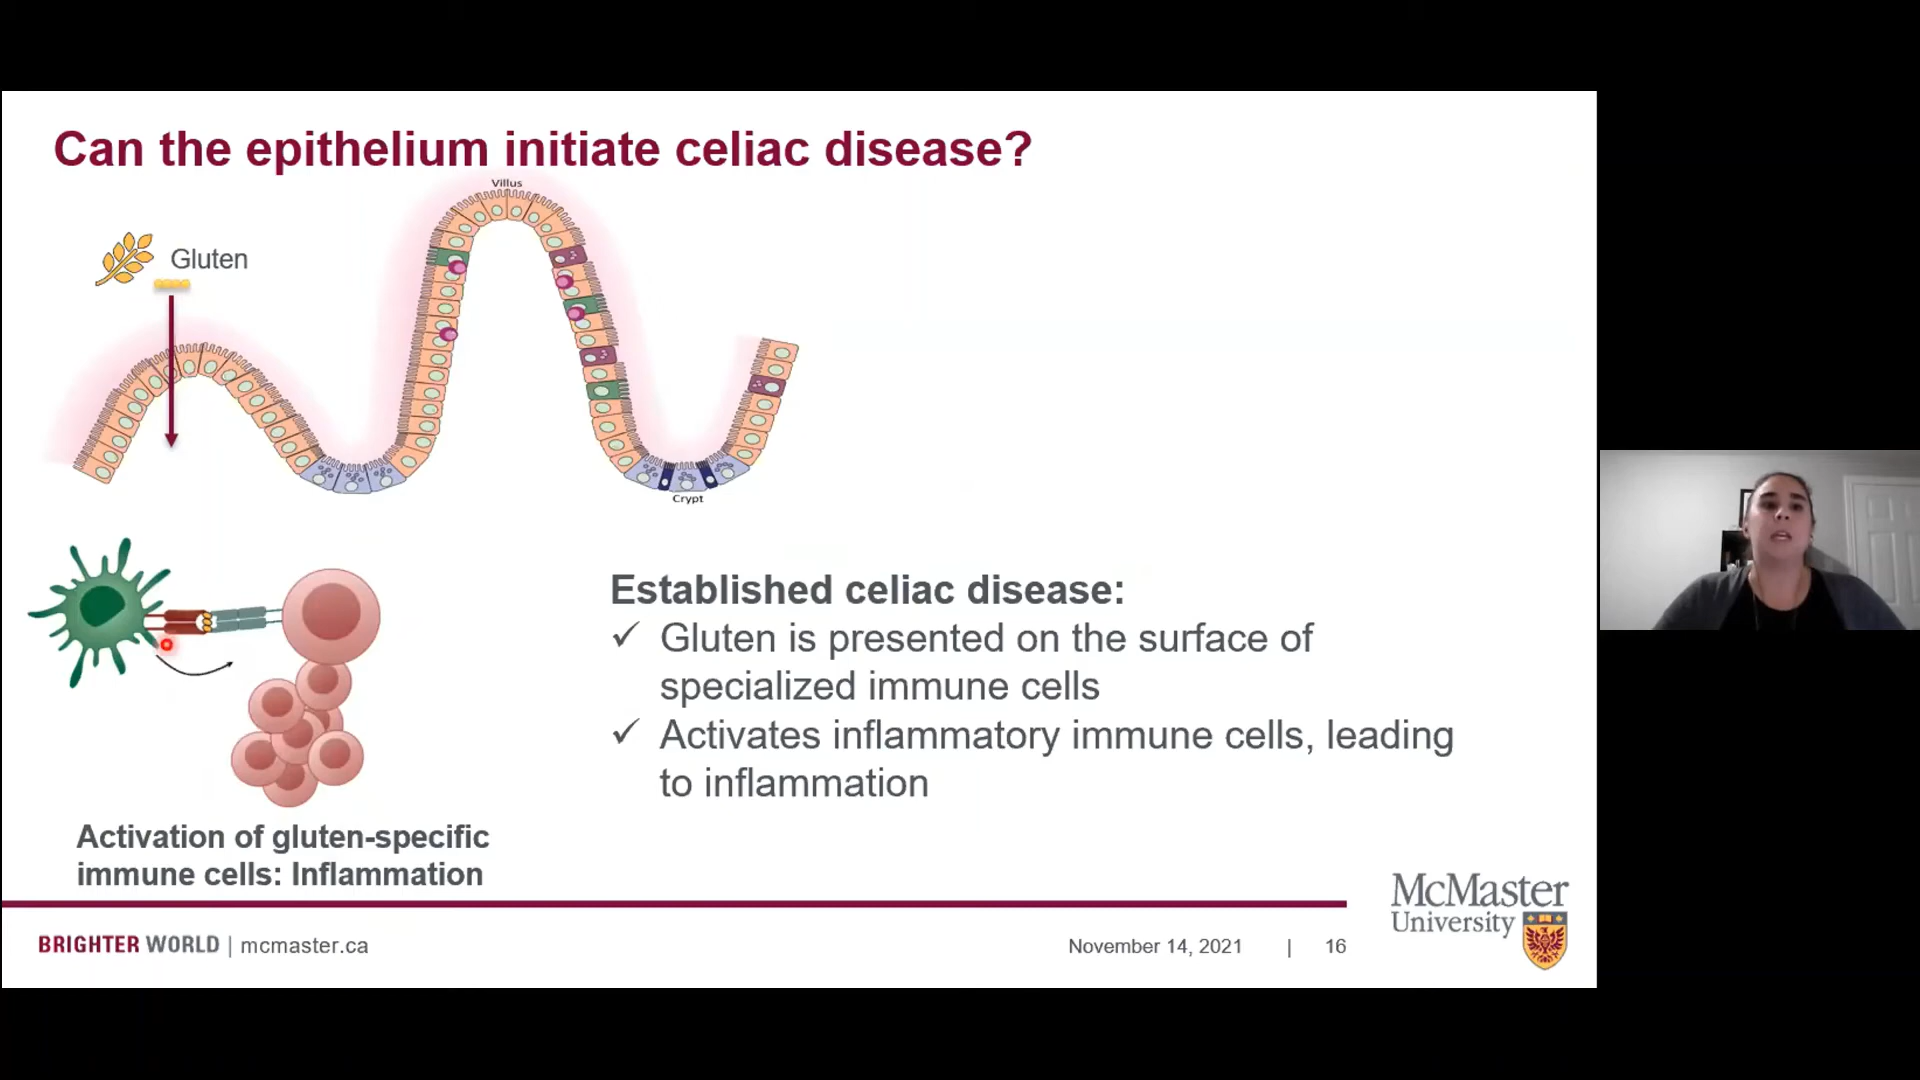 Can the epithelium initiate celiac disease?
Villus
Gluten
Crypt
Established celiac disease:
✓ Gluten is presented on the surface of
specialized immune cells
✓ Activates inflammatory immune cells, leading
to inflammation
Activation of gluten-specific
immune cells: Inflammation
McMaster
University
BRIGHTER WORLD | mcmaster.ca
November 14, 2021 | 16